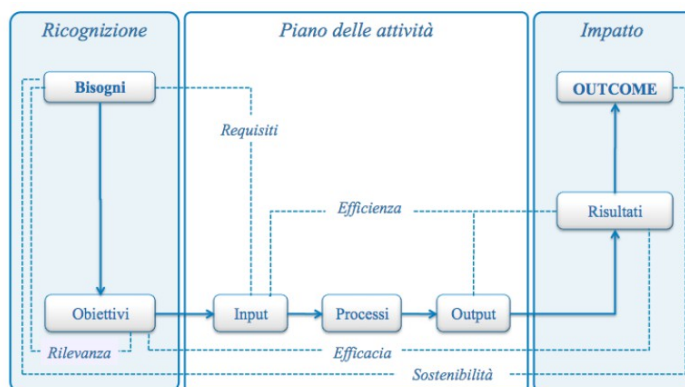 Ricognizione
Piano delle attività
Impatto
Bisogni
OUTCOME
Requisiti
Efficienza
Risultati
Obiettivi
Input
Processi
Output
Rilevanza
Efficacia
Sostenibilità